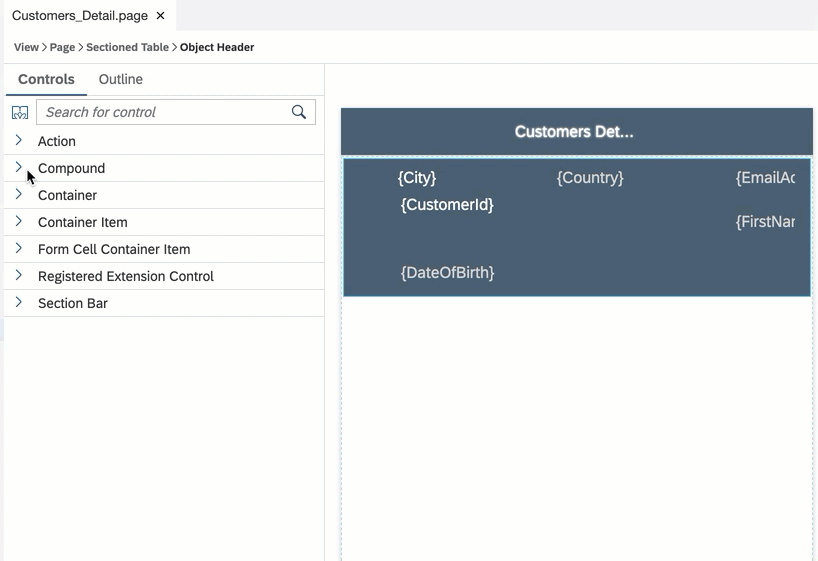 Customers_Detail.page ×
View > Page > Sectioned Table > Object Header
Controls Outline
Search for control
Action
Compound
Container
Container Item
Form Cell Container Item
Registered Extension Control
Section Bar
Customers Det...
{City} {Country} {EmailAc
{CustomerId}
{FirstNar
{DateOfBirth}